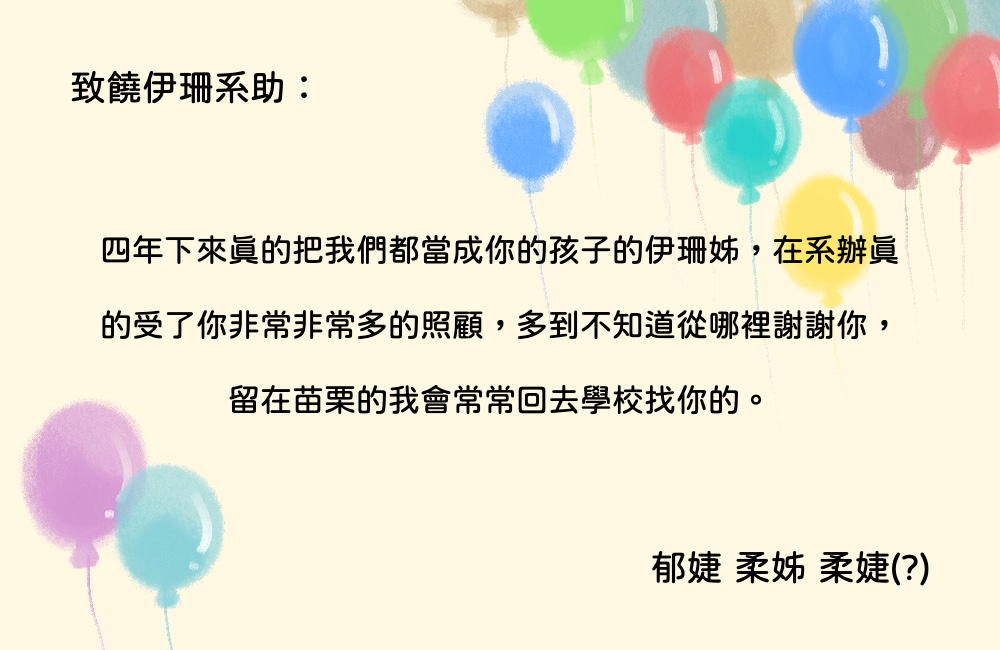 致饒伊珊系助：
四年下來眞的把我們都當成你的孩子的伊珊姊，在系辦眞
的受了你非常非常多的照顧，多到不知道從哪裡謝謝你，
留在苗栗的我會常常回去學校找你的。
郁婕 柔姊 柔婕(?)